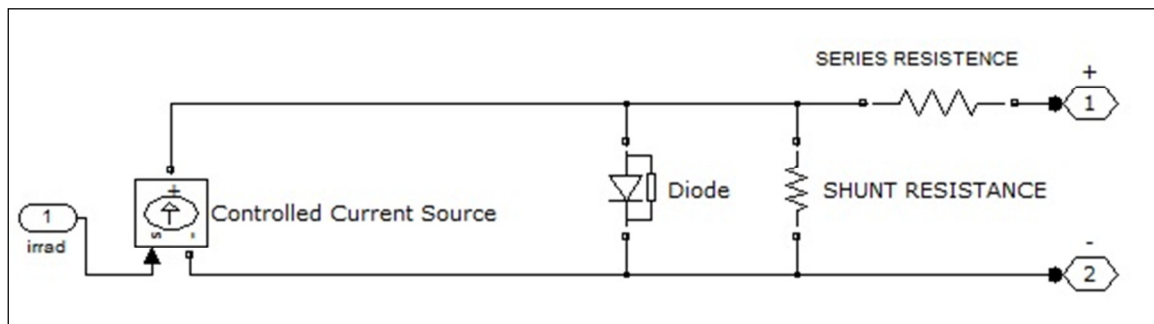 SERIES RESISTENCE
+
1
+
Controlled Current Source
s
-
1
irrad
Diode
SHUNT RESISTANCE
-
2